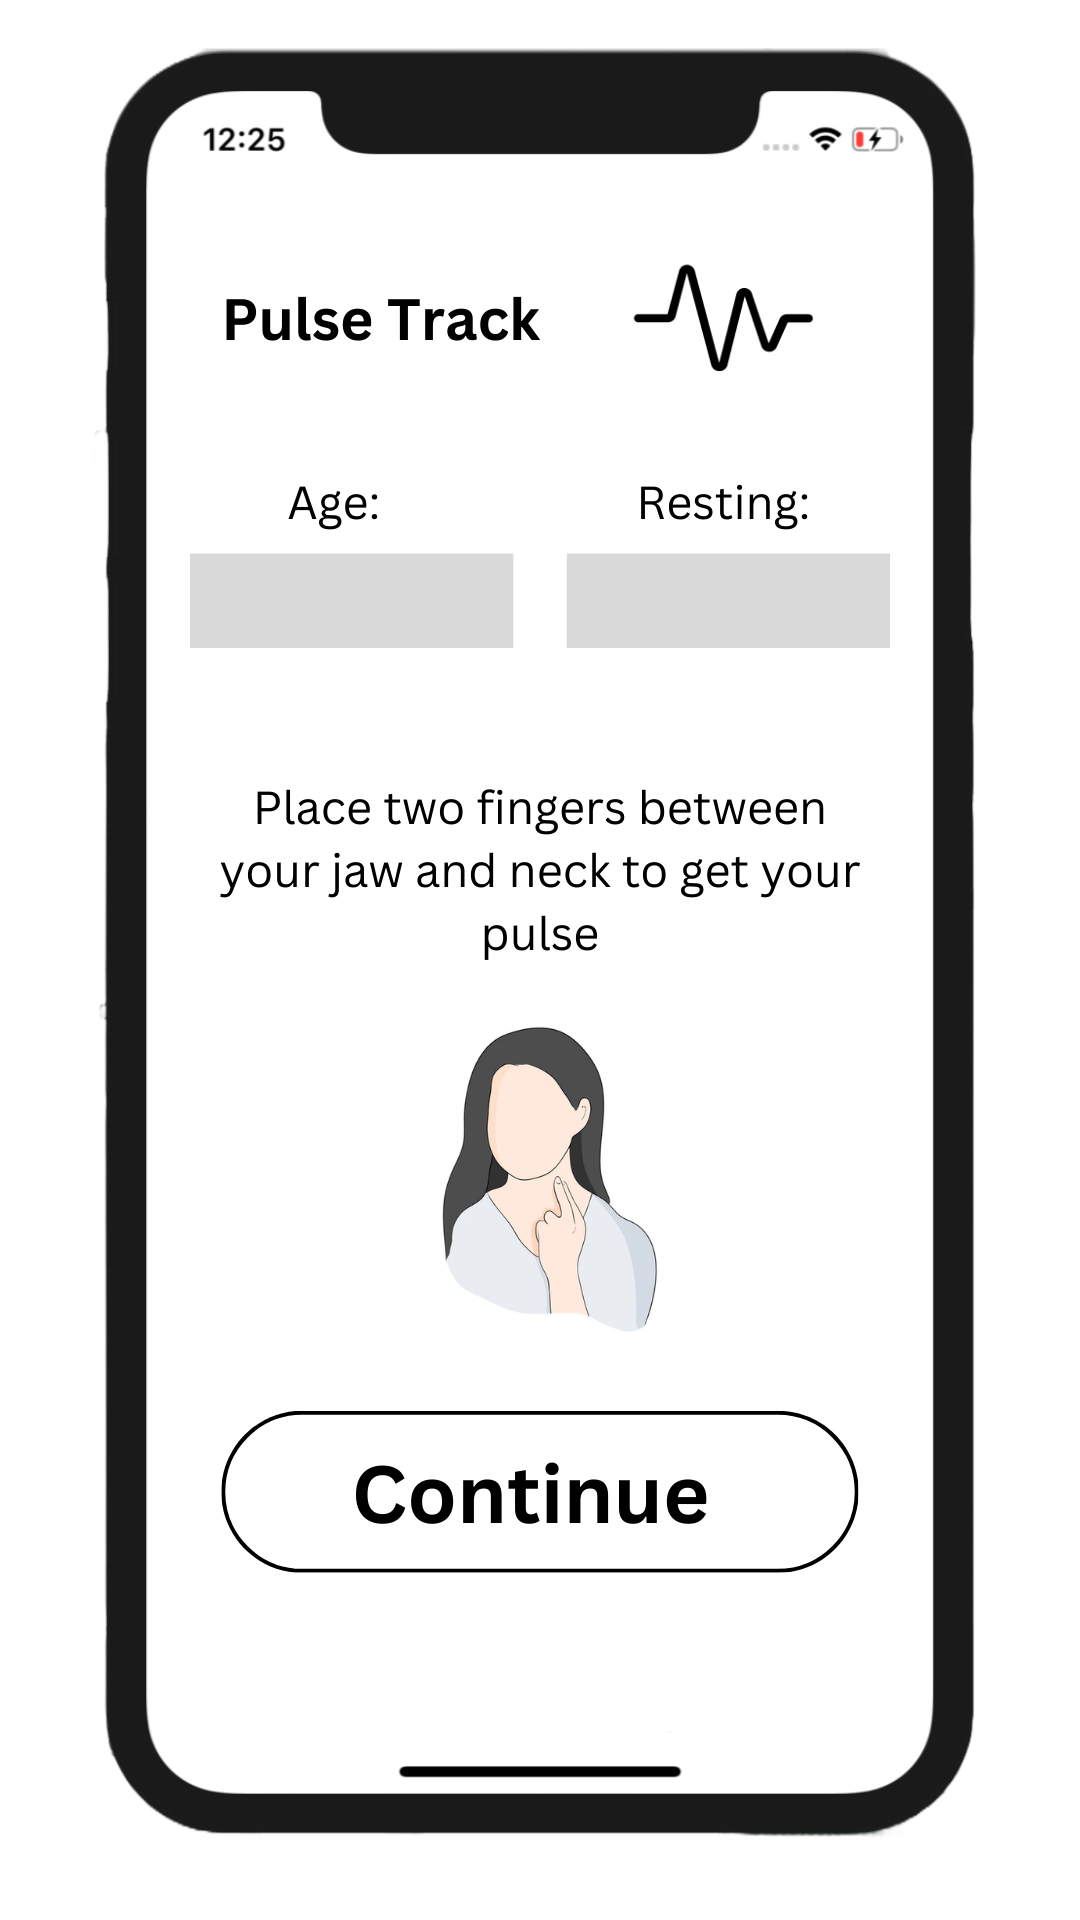 12:25
Pulse Track
Age:
Resting:
Place two fingers between
your jaw and neck to get your
pulse
Continue